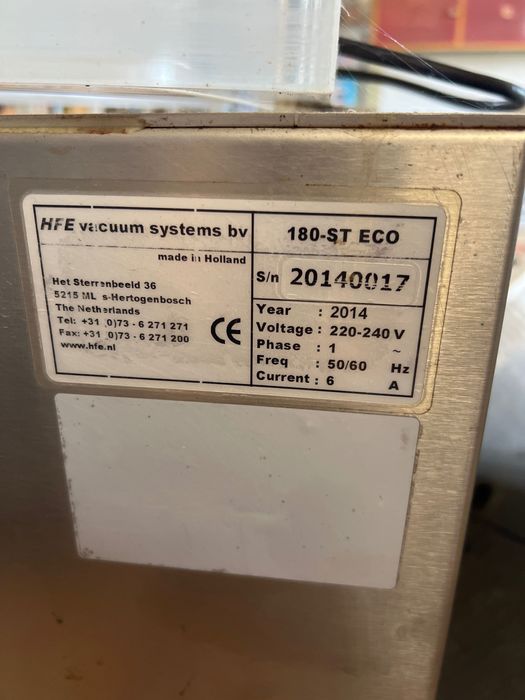 HFE vacuum systems bv
made in Holland
Het Sterrenbeeld 36
5215 ML s-Hertogenbosch
The Netherlands
Tel: +31 (0)73 - 6 271 271
Fax: +31 (0)73 - 6 271 200
www.hfe.nl
CE
180-ST ECO
S/n 20140017
Year : 2014
Voltage : 220-240 V
Phase : 1 ~
Freq : 50/60 Hz
Current : 6 A